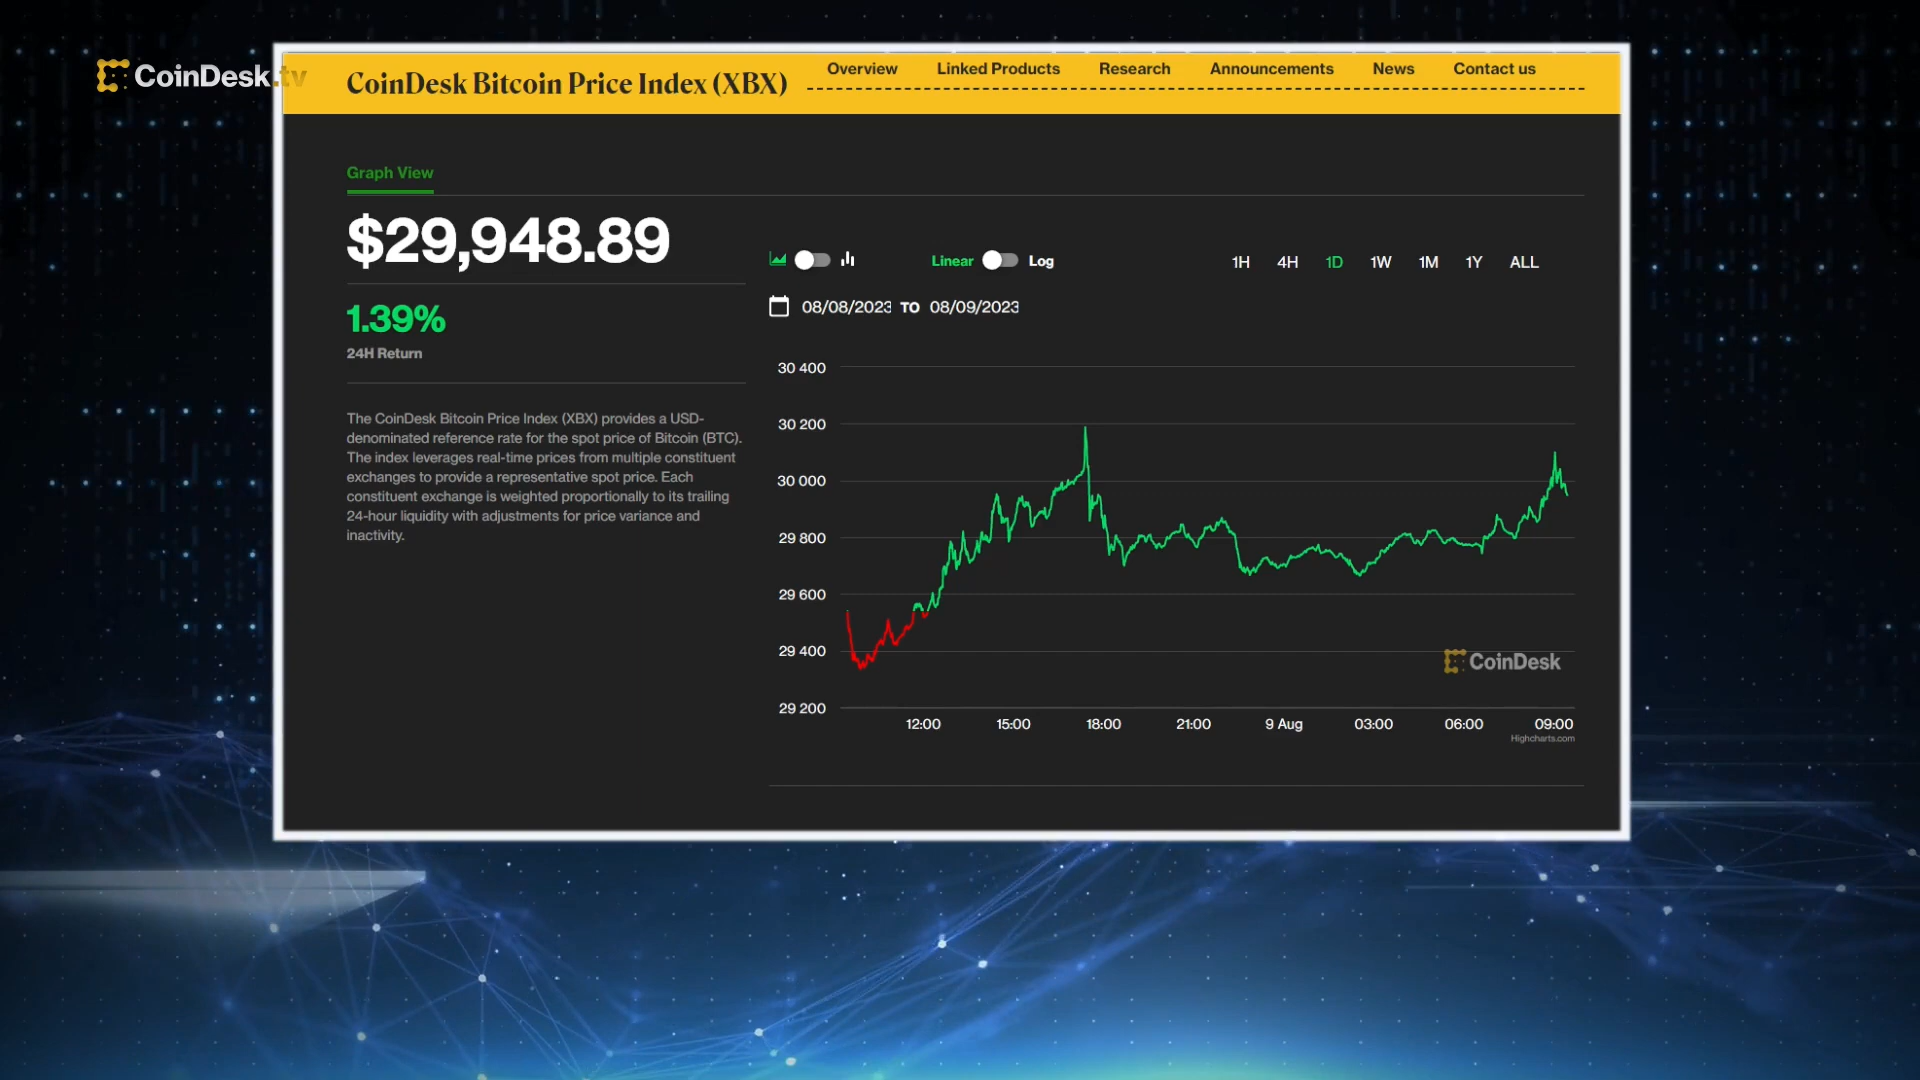 CoinDesk.tv
CoinDesk Bitcoin Price Index (XBX)
Overview
Linked Products
Research
Announcements
News
Contact us
Graph View
$29,948.89
1.39%
24H Return
The CoinDesk Bitcoin Price Index (XBX) provides a USD-
denominated reference rate for the spot price of Bitcoin (BTC).
The index leverages real-time prices from multiple constituent
exchanges to provide a representative spot price. Each
constituent exchange is weighted proportionally to its trailing
24-hour liquidity with adjustments for price variance and
inactivity.
Linear
Log
1H
4H
1D
1W
1M
1Y
ALL
08/08/2023 TO 08/09/2023
30 400
30 200
30 000
29 800
29 600
29 400
29 200
CoinDesk
12:00
15:00
18:00
21:00
9 Aug
03:00
06:00
09:00
Highcharts.com